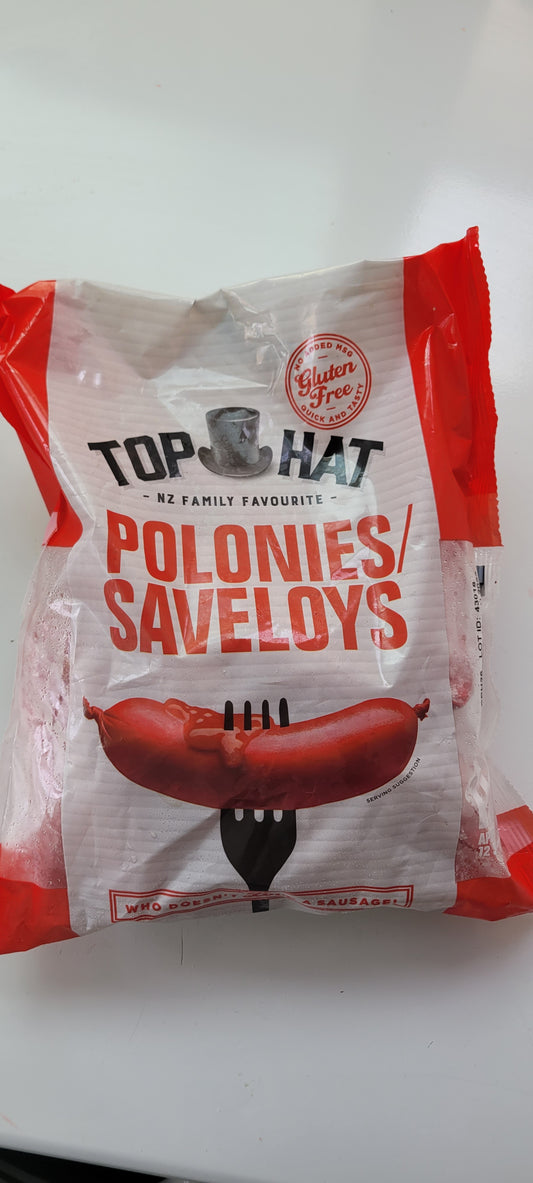 NO ADDED MSG
Gluten
Free
QUICK AND TASTY
TOP HAT
- NZ FAMILY FAVOURITE -
POLONIES/
SAVELOYS
LOT ID: 43018
SERVING SUGGESTION
WHO DOESN'T A SAUSAGE!